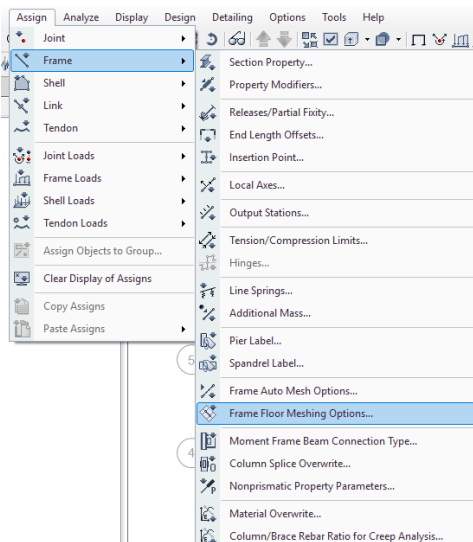 Assign Analyze Display Design Detailing Options Tools Help
Joint
Frame
Shell
Link
Tendon
Joint Loads
Frame Loads
Shell Loads
Tendon Loads
Assign Objects to Group...
Clear Display of Assigns
Copy Assigns
Paste Assigns
Section Property...
Property Modifiers...
Releases/Partial Fixity...
End Length Offsets...
Insertion Point...
Local Axes...
Output Stations...
Tension/Compression Limits...
Hinges...
Line Springs...
Additional Mass...
Pier Label...
Spandrel Label...
Frame Auto Mesh Options...
Frame Floor Meshing Options...
Moment Frame Beam Connection Type...
Column Splice Overwrite...
Nonprismatic Property Parameters...
Material Overwrite...
Column/Brace Rebar Ratio for Creep Analysis...
5
4